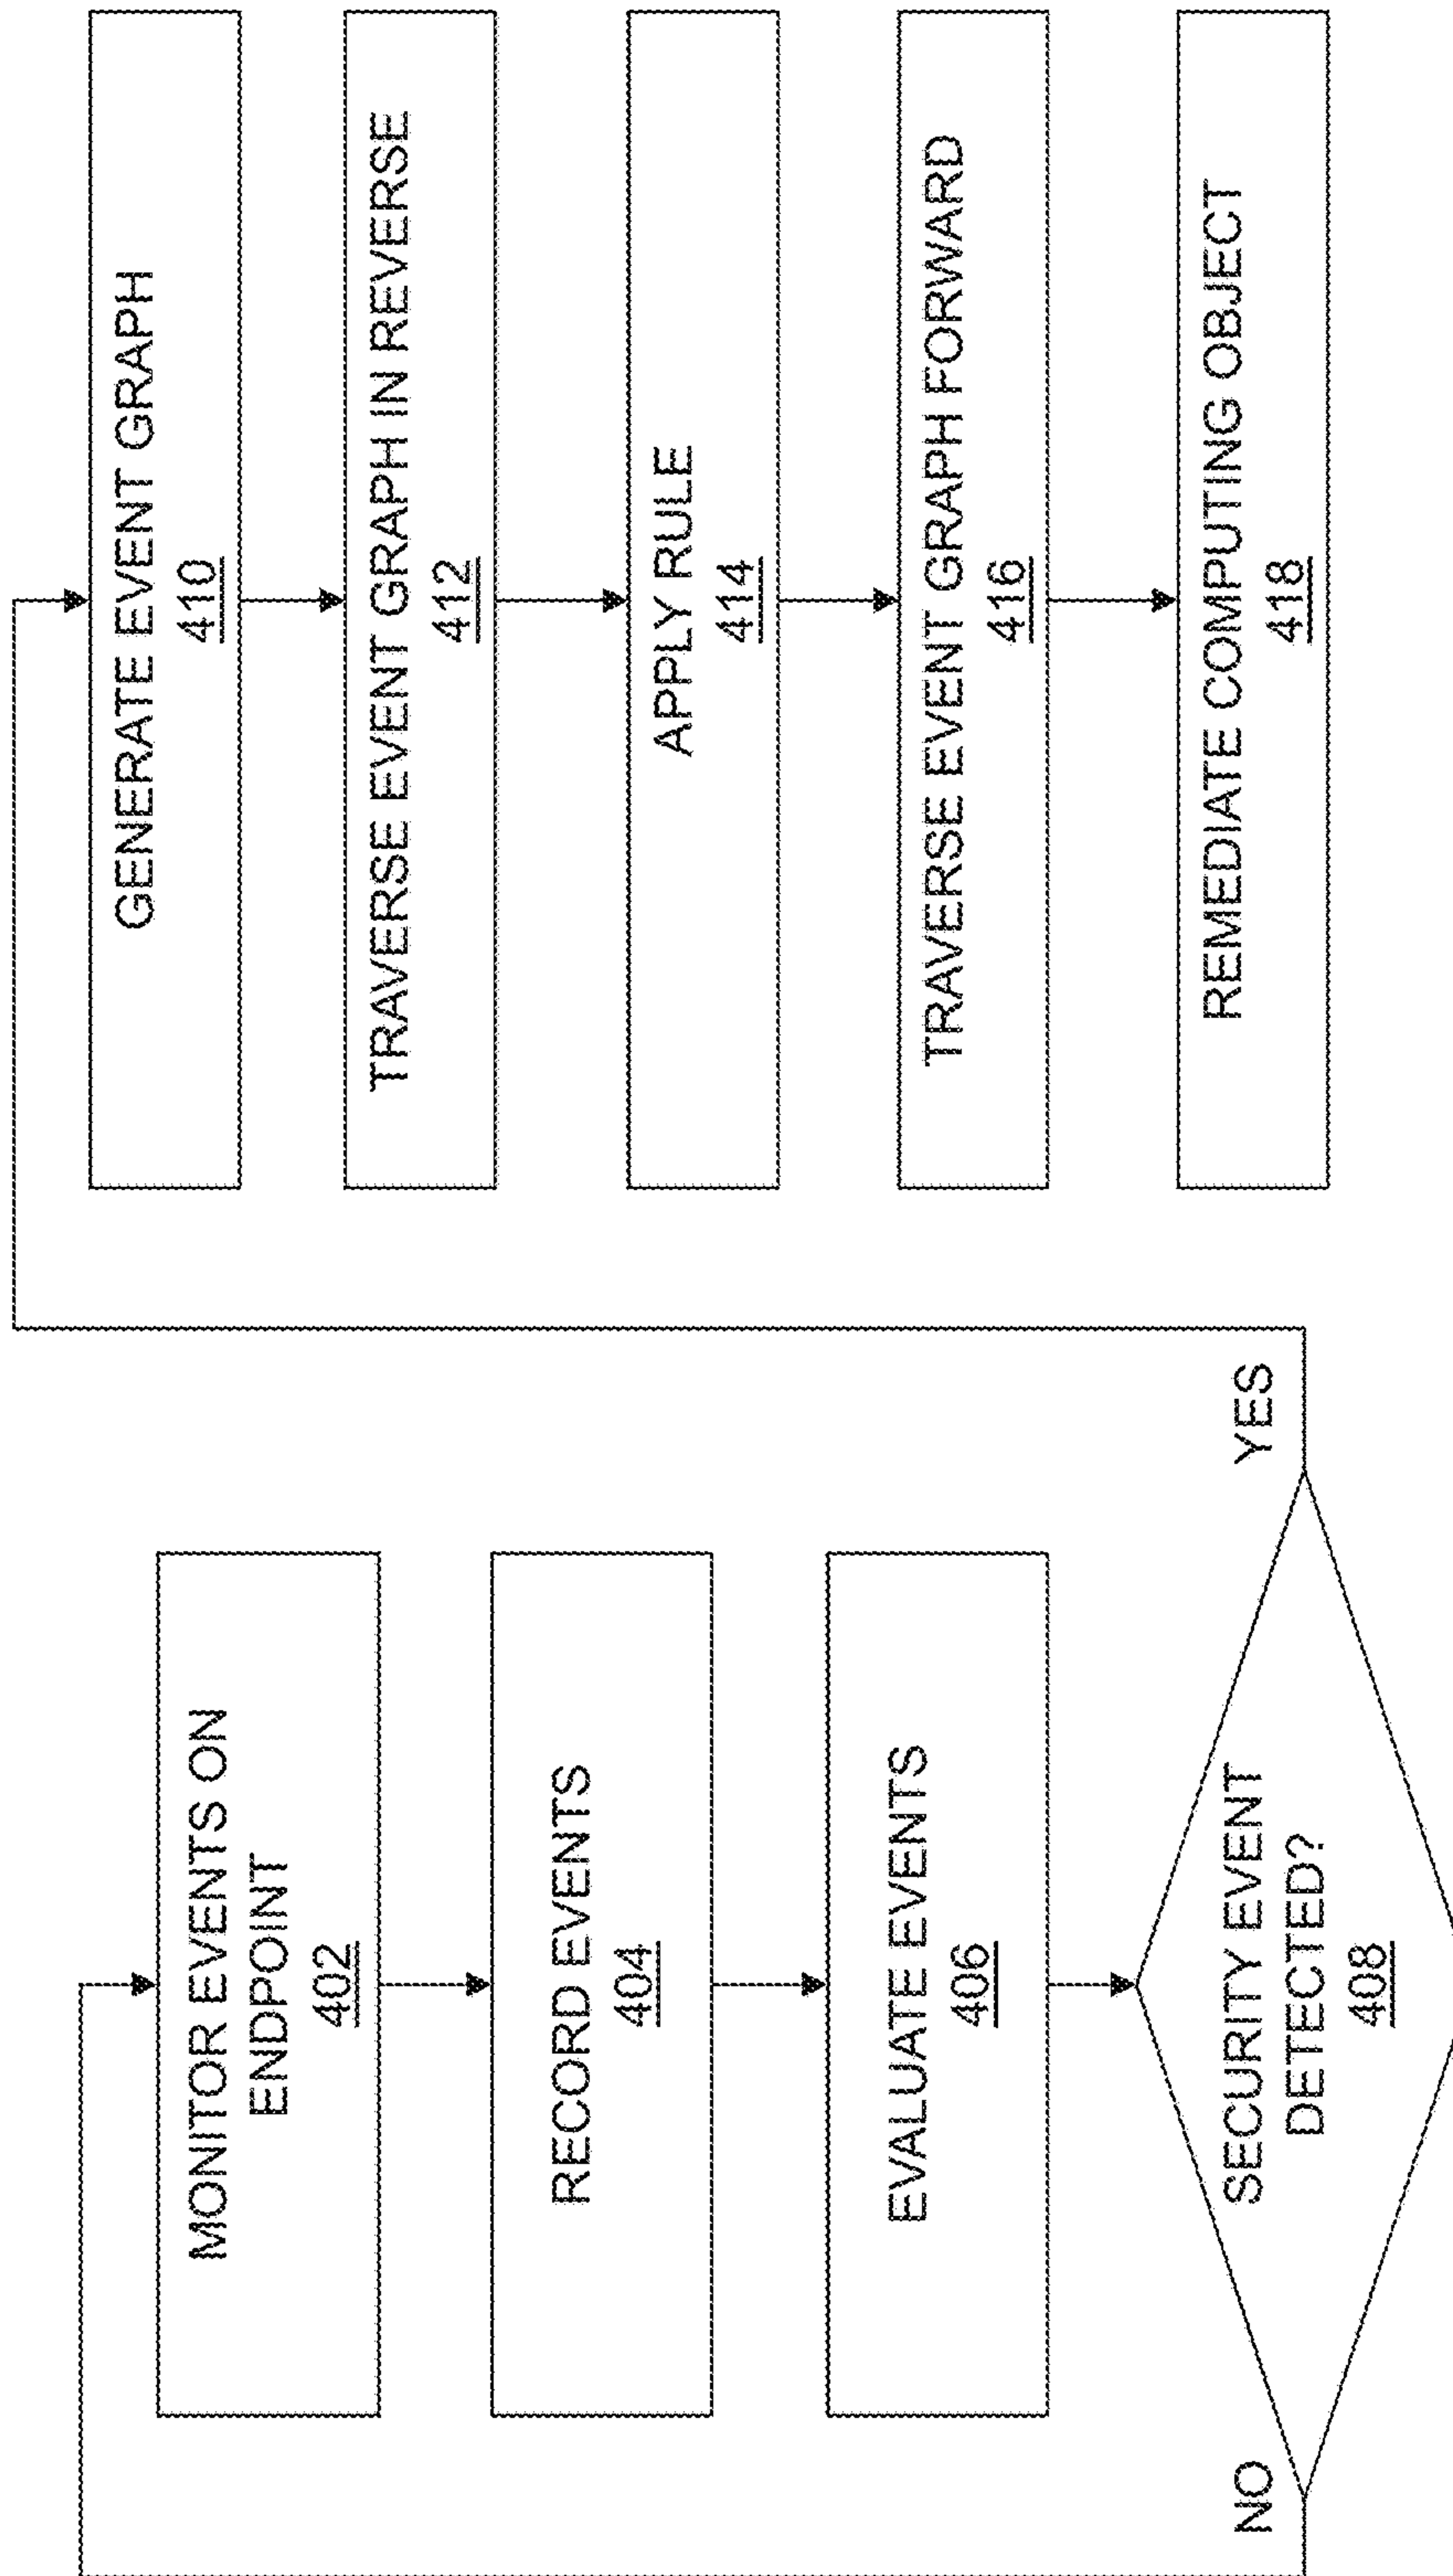 MONITOR EVENTS ON
ENDPOINT
402
RECORD EVENTS
404
EVALUATE EVENTS
406
SECURITY EVENT
DETECTED?
408
NO
YES
GENERATE EVENT GRAPH
410
TRAVERSE EVENT GRAPH IN REVERSE
412
APPLY RULE
414
TRAVERSE EVENT GRAPH FORWARD
416
REMEDIATE COMPUTING OBJECT
418